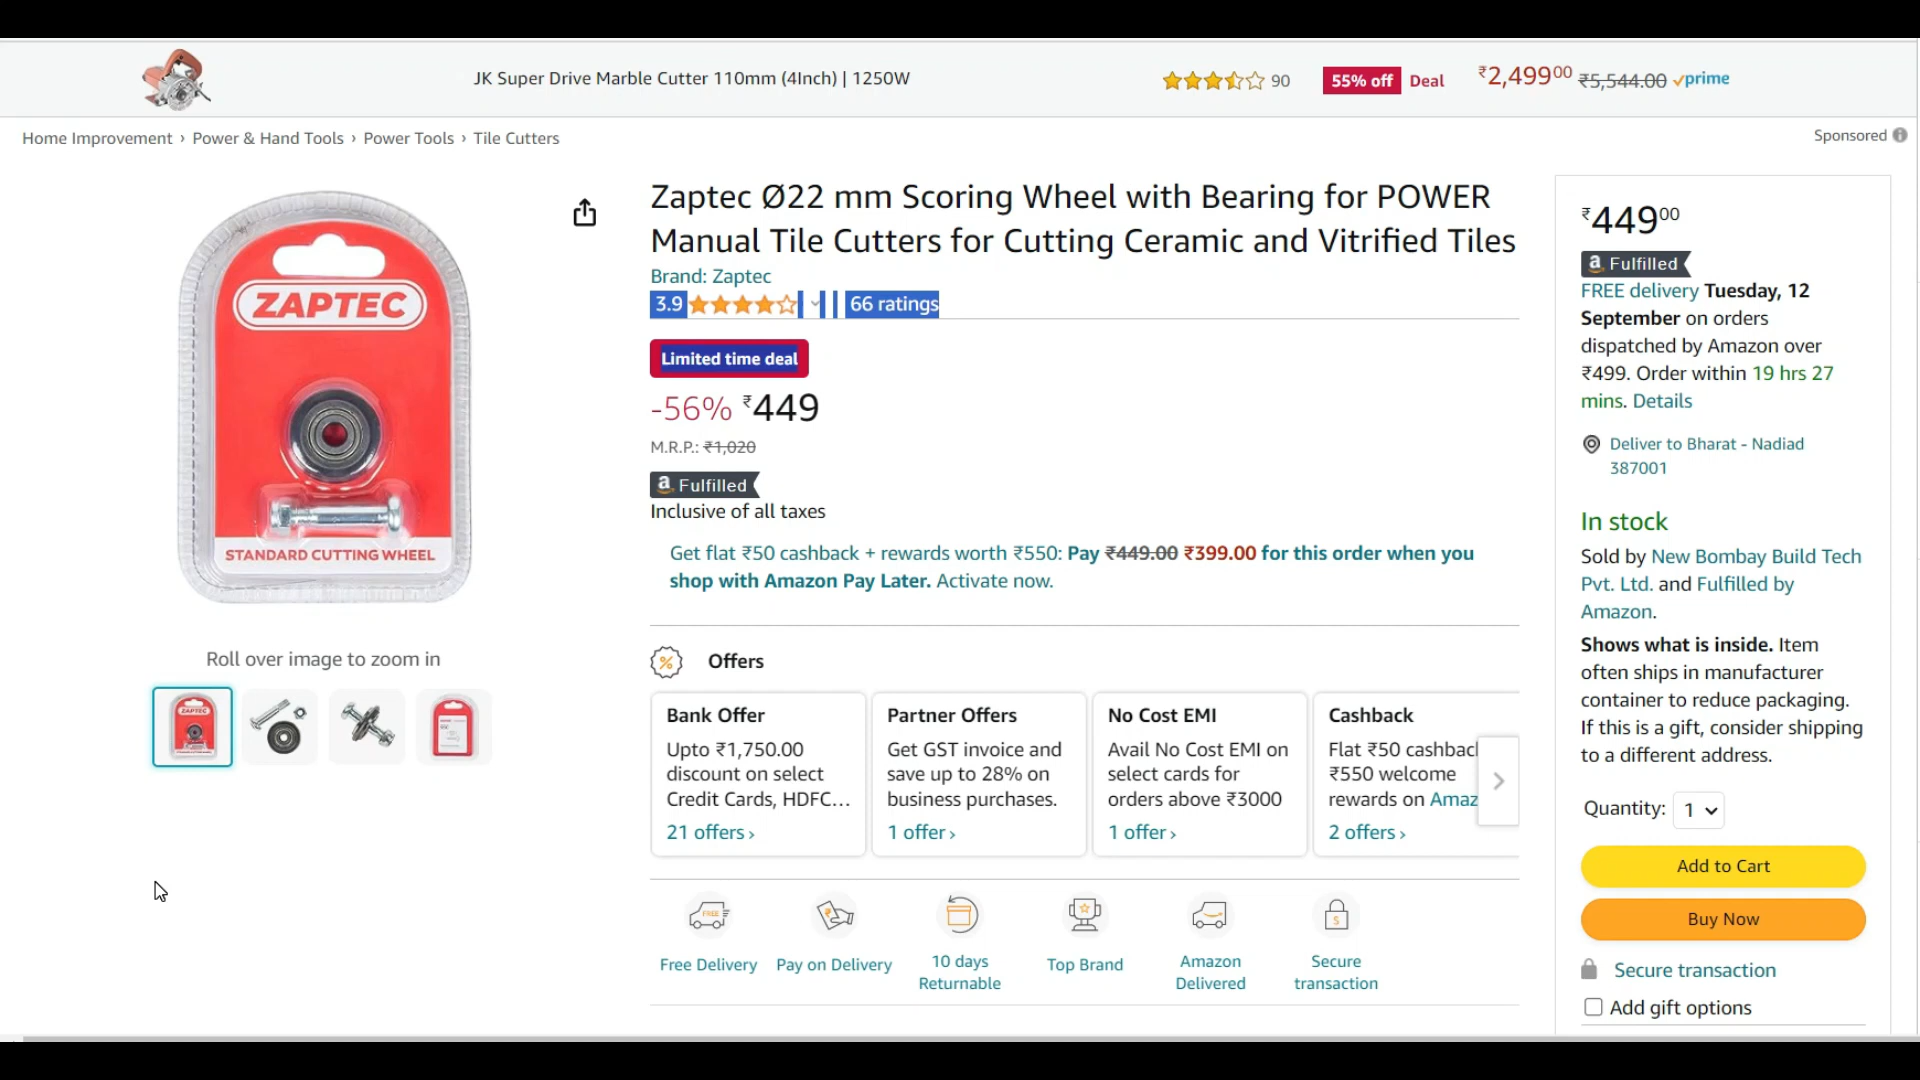 JK Super Drive Marble Cutter 110mm (4Inch) | 1250W
90
55% off Deal
₹2,49900 ₹5,544.00 prime
Home Improvement › Power & Hand Tools › Power Tools › Tile Cutters
Sponsored
ZAPTEC
STANDARD CUTTING WHEEL
Roll over image to zoom in
Zaptec Ø22 mm Scoring Wheel with Bearing for POWER
Manual Tile Cutters for Cutting Ceramic and Vitrified Tiles
Brand: Zaptec
3.9 66 ratings
Limited time deal
-56% ₹449
M.R.P.: ₹1,020
a Fulfilled
Inclusive of all taxes
Get flat ₹50 cashback + rewards worth ₹550: Pay ₹449.00 ₹399.00 for this order when you
shop with Amazon Pay Later. Activate now.
Offers
Bank Offer
Upto ₹1,750.00
discount on select
Credit Cards, HDFC…
21 offers ›
Partner Offers
Get GST invoice and
save up to 28% on
business purchases.
1 offer ›
No Cost EMI
Avail No Cost EMI on
select cards for
orders above ₹3000
1 offer ›
Cashback
Flat ₹50 cashback
₹550 welcome
rewards on Amaz
2 offers ›
FREE
Free Delivery
Pay on Delivery
10 days
Returnable
Top Brand
Amazon
Delivered
Secure
transaction
₹44900
a Fulfilled
FREE delivery Tuesday, 12
September on orders
dispatched by Amazon over
₹499. Order within 19 hrs 27
mins. Details
Deliver to Bharat - Nadiad
387001
In stock
Sold by New Bombay Build Tech
Pvt. Ltd. and Fulfilled by
Amazon.
Shows what is inside. Item
often ships in manufacturer
container to reduce packaging.
If this is a gift, consider shipping
to a different address.
Quantity: 1
Add to Cart
Buy Now
Secure transaction
Add gift options